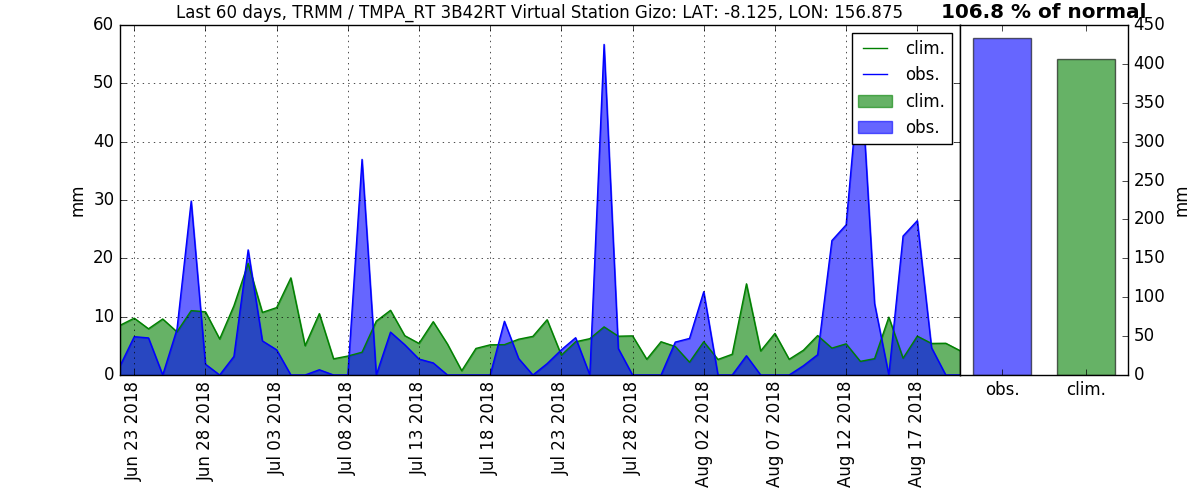 Last 60 days, TRMM / TMPA_RT 3B42RT Virtual Station Gizo: LAT: -8.125, LON: 156.875
106.8 % of normal
60
50
40
30
20
10
0
mm
clim.
obs.
clim.
obs.
Jun 23 2018
Jun 28 2018
Jul 03 2018
Jul 08 2018
Jul 13 2018
Jul 18 2018
Jul 23 2018
Jul 28 2018
Aug 02 2018
Aug 07 2018
Aug 12 2018
Aug 17 2018
450
400
350
300
250
200
150
100
50
0
mm
obs.
clim.